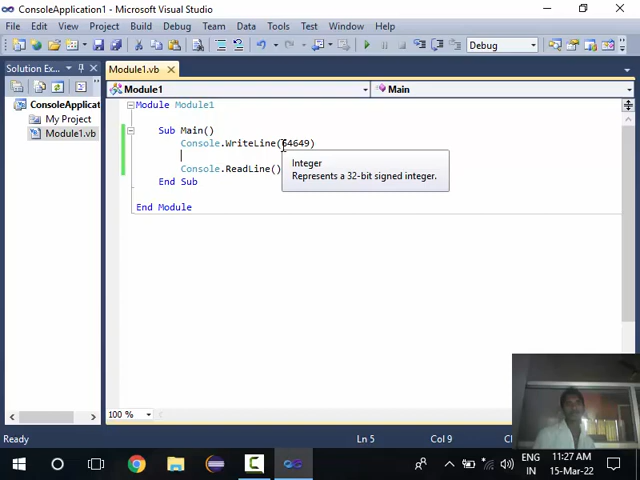 ConsoleApplication1 - Microsoft Visual Studio
File Edit View Project Build Debug Team Data Tools Test Window Help
Debug
Solution Ex...
Module1.vb
ConsoleApplicat
My Project
Module1.vb
Module1
Main
Module Module1
Sub Main()
Console.WriteLine(64649)
Console.ReadLine()
End Sub
End Module
Integer
Represents a 32-bit signed integer.
100 %
Ready
Ln 5
Col 9
ENG
IN
11:27 AM
15-Mar-22